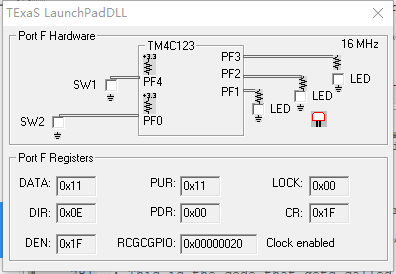 TExaS LaunchPadDLL
Port F Hardware
TM4C123
16 MHz
+3.3
PF3
SW1
PF4
PF2
LED
+3.3
PF1
LED
SW2
PF0
LED
Port F Registers
DATA: 0x11 PUR: 0x11 LOCK: 0x00
DIR: 0x0E PDR: 0x00 CR: 0x1F
DEN: 0x1F RCGCGPIO: 0x00000020 Clock enabled